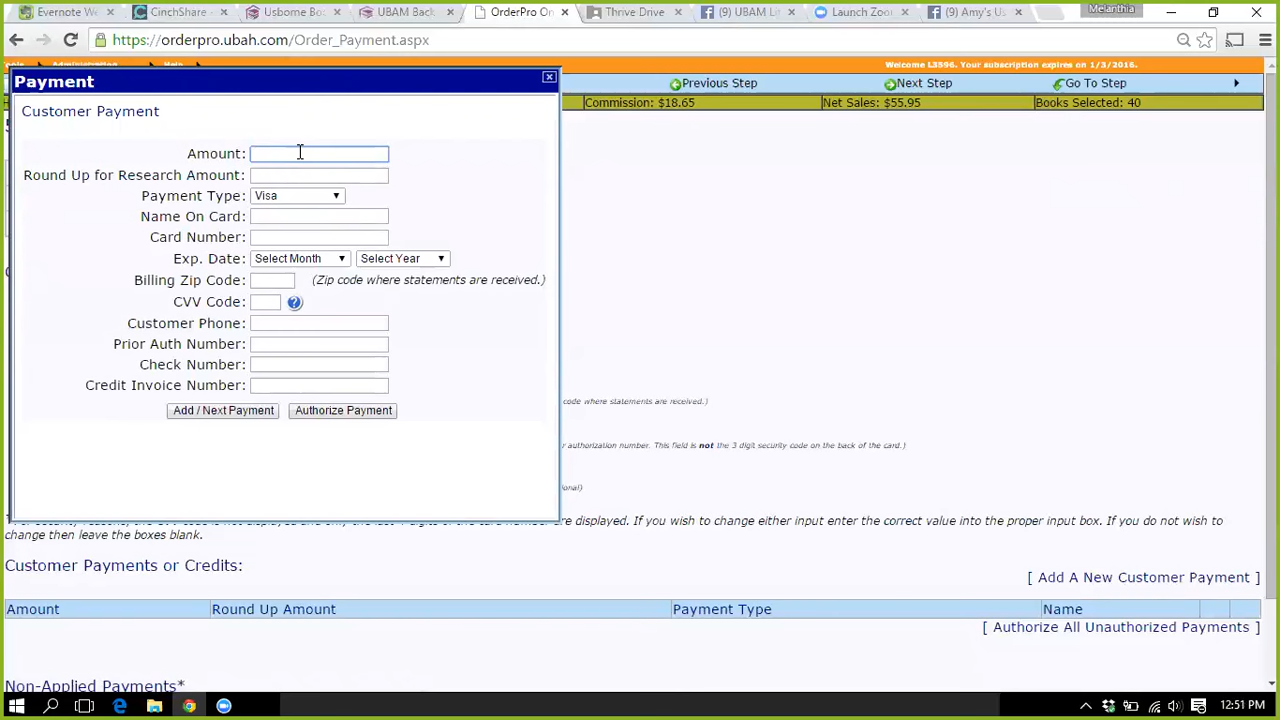 Evernote We
CinchShare
Usborne Boo
UBAM Back
OrderPro On
Thrive Drive
(9) UBAM Li
Launch Zoo
(9) Amy's Us
Melanthia
https://orderpro.ubah.com/Order_Payment.aspx
Help
Welcome L3596. Your subscription expires on 1/3/2016.
Previous Step
Next Step
Go To Step
Commission: $18.65
Net Sales: $55.95
Books Selected: 40
Payment
Customer Payment
Amount:
Round Up for Research Amount:
Payment Type: Visa
Name On Card:
Card Number:
Exp. Date: Select Month Select Year
Billing Zip Code: (Zip code where statements are received.)
CVV Code:
Customer Phone:
Prior Auth Number:
Check Number:
Credit Invoice Number:
Add / Next Payment Authorize Payment
code where statements are received.)
or authorization number. This field is not the 3 digit security code on the back of the card.)
are displayed. If you wish to change either input enter the correct value into the proper input box. If you do not wish to
change then leave the boxes blank.
Customer Payments or Credits:
[ Add A New Customer Payment ]
Amount Round Up Amount Payment Type Name
[ Authorize All Unauthorized Payments ]
Non-Applied Payments*
12:51 PM